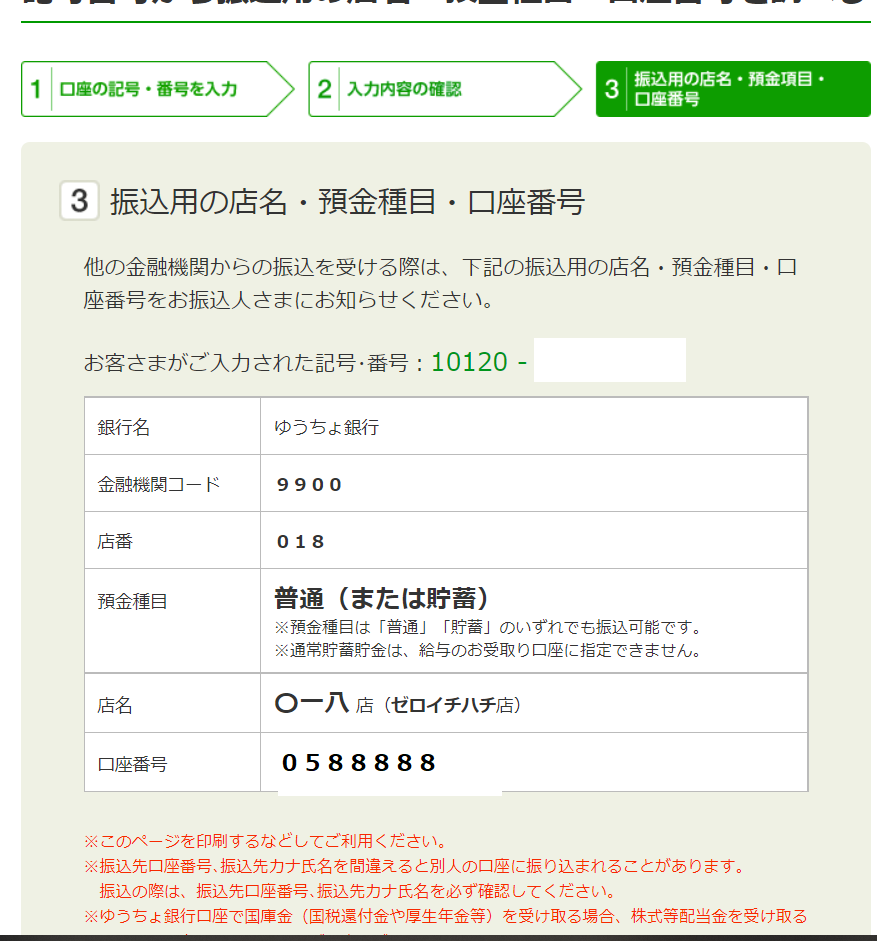 1 口座の記号・番号を入力
2 入力内容の確認
3 振込用の店名・預金項目・
口座番号
3 振込用の店名・預金種目・口座番号
他の金融機関からの振込を受ける際は、下記の振込用の店名・預金種目・口
座番号をお振込人さまにお知らせください。
お客さまがご入力された記号･番号：10120 -
銀行名 ゆうちょ銀行
金融機関コード ９９００
店番 ０１８
預金種目 普通（または貯蓄）
※預金種目は「普通」「貯蓄」のいずれでも振込可能です。
※通常貯蓄貯金は、給与のお受取り口座に指定できません。
店名 〇一八 店（ゼロイチハチ店）
口座番号 ０５８８８８８
※このページを印刷するなどしてご利用ください。
※振込先口座番号､振込先カナ氏名を間違えると別人の口座に振り込まれることがあります。
振込の際は、振込先口座番号､振込先カナ氏名を必ず確認してください。
※ゆうちょ銀行口座で国庫金（国税還付金や厚生年金等）を受け取る場合、株式等配当金を受け取る